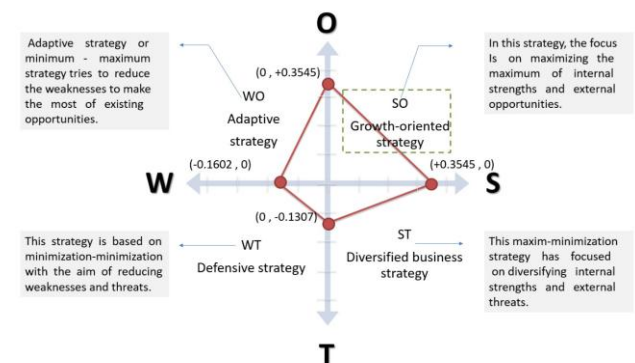 O
Adaptive strategy or
minimum - maximum
strategy tries to reduce
the weaknesses to make
the most of existing
opportunities.
(0 , +0.3545)
WO
Adaptive
strategy
SO
Growth-oriented
strategy
In this strategy, the focus
Is on maximizing the
maximum of internal
strengths and external
opportunities.
(-0.1602 , 0)
(+0.3545 , 0)
W
S
(0 , -0.1307)
This strategy is based on
minimization-minimization
with the aim of reducing
weaknesses and threats.
WT
Defensive strategy
ST
Diversified business
strategy
This maxim-minimization
strategy has focused
on diversifying internal
strengths and external
threats.
T